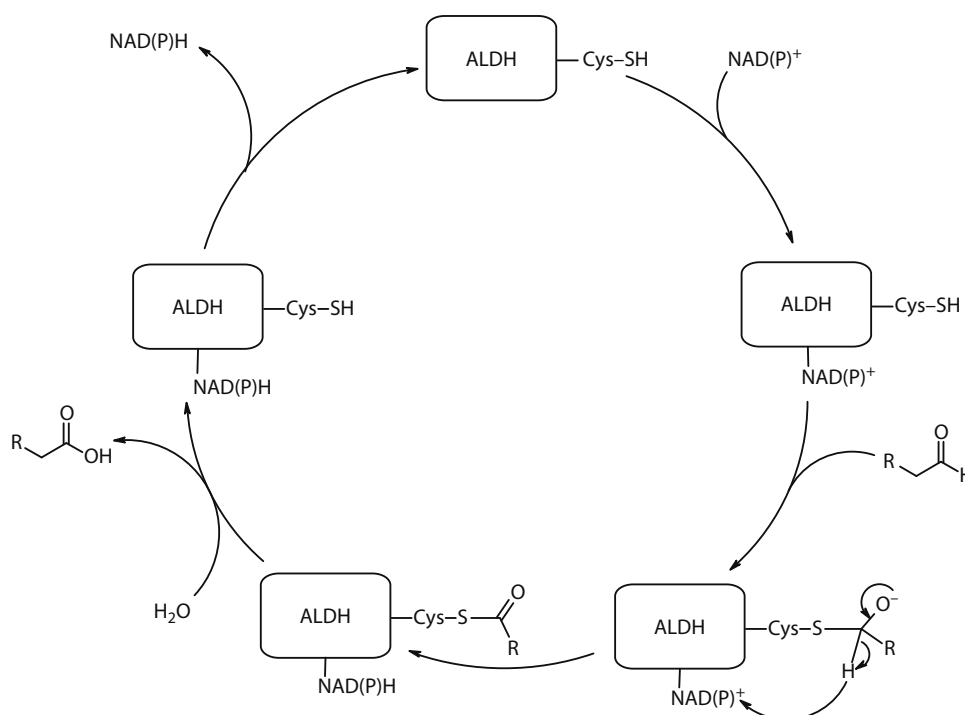 NAD(P)H
ALDH
Cys–SH
NAD(P)⁺
ALDH
Cys–SH
NAD(P)H
ALDH
Cys–SH
NAD(P)⁺
O
R
OH
O
R
H
H₂O
ALDH
Cys–S
O
R
NAD(P)H
ALDH
Cys–S
O⁻
R
H
NAD(P)⁺